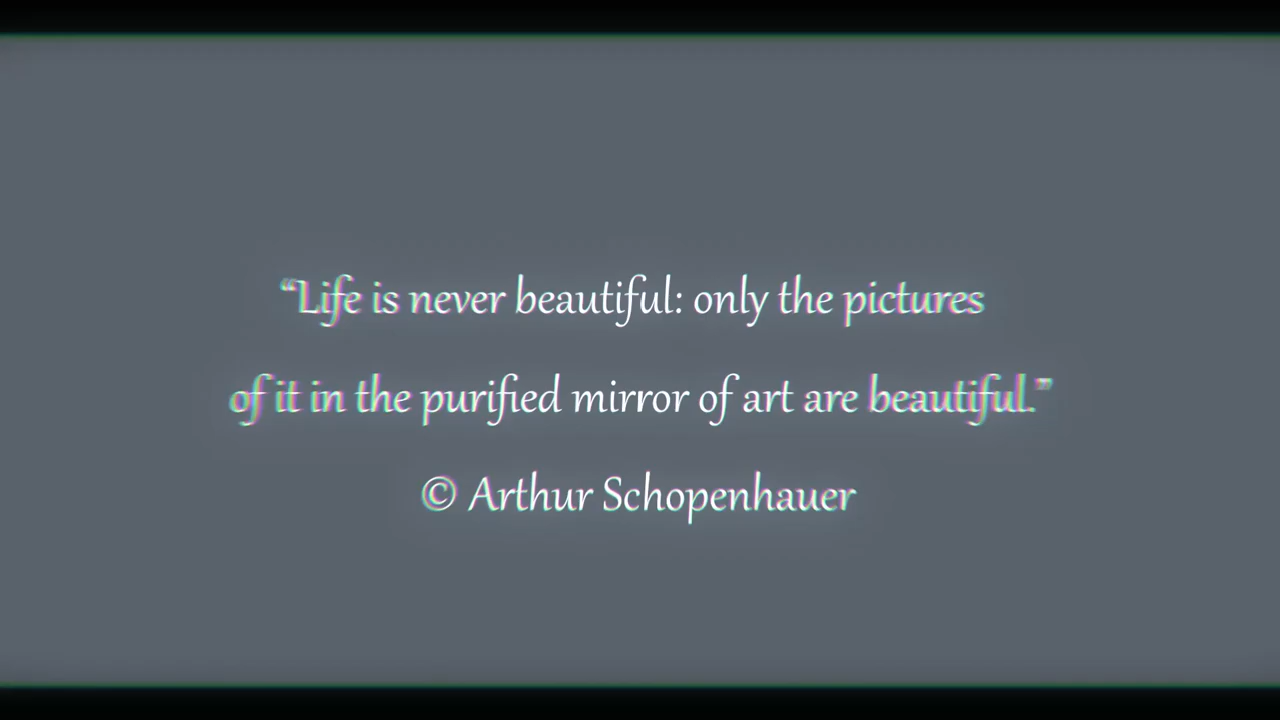 “Life is never beautiful: only the pictures
of it in the purified mirror of art are beautiful.”
© Arthur Schopenhauer